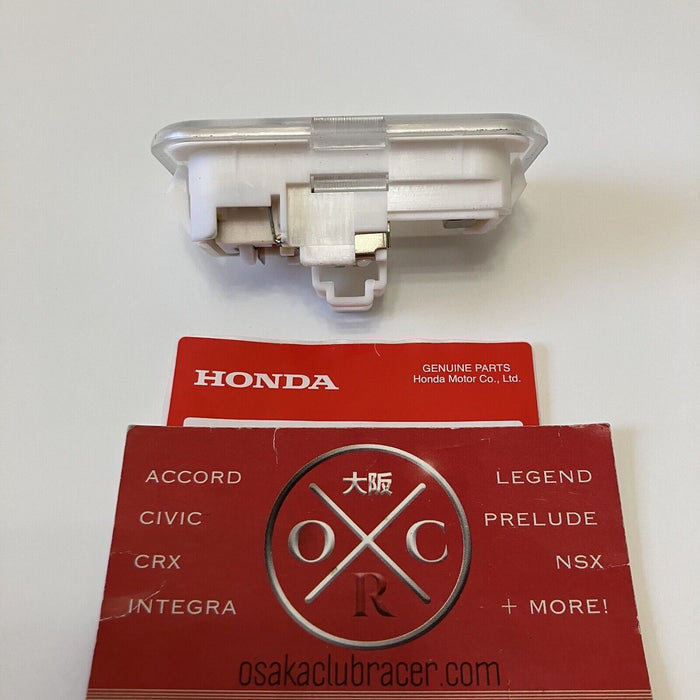 HONDA
GENUINE PARTS
Honda Motor Co., Ltd.
ACCORD
CIVIC
CRX
INTEGRA
大阪
O C
R
LEGEND
PRELUDE
NSX
+ MORE!
osakaclubracer.com